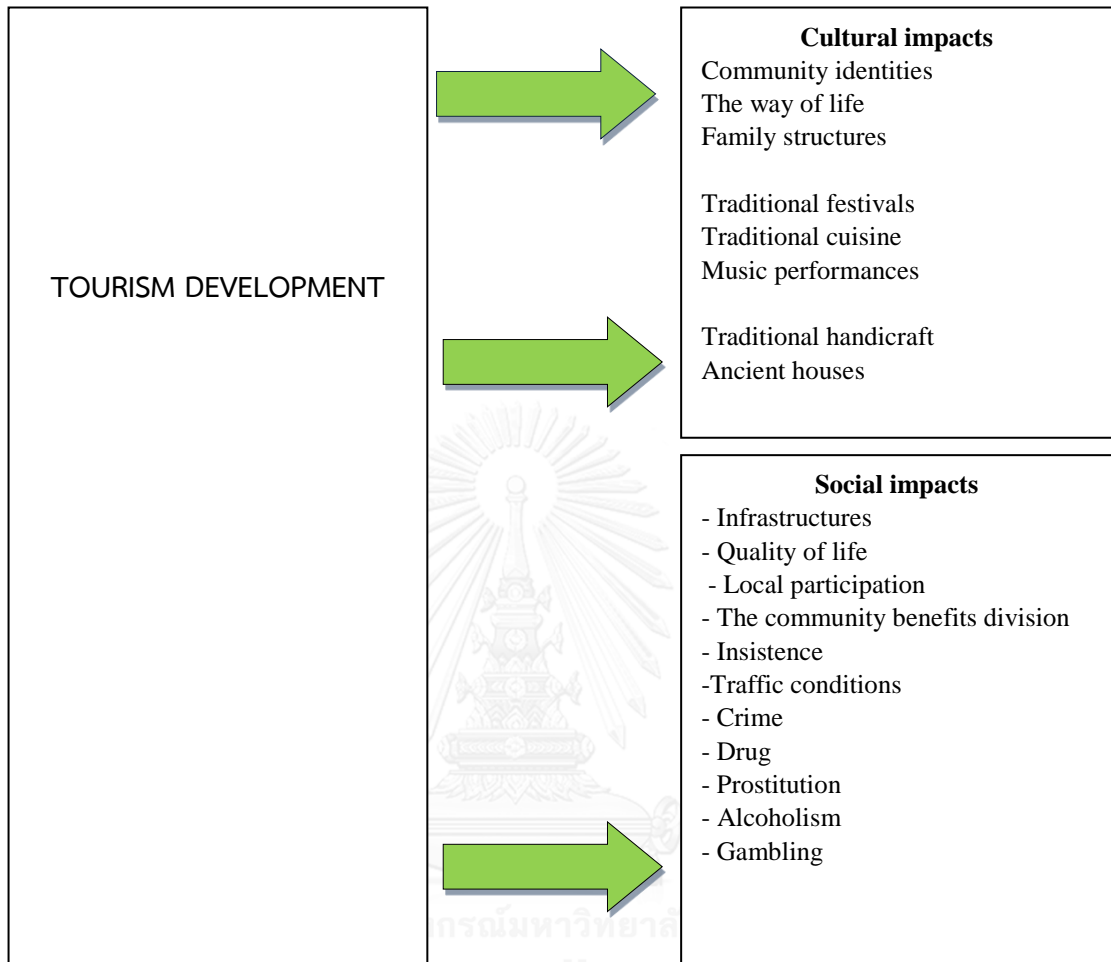 TOURISM DEVELOPMENT
Cultural impacts
Community identities
The way of life
Family structures
Traditional festivals
Traditional cuisine
Music performances
Traditional handicraft
Ancient houses
Social impacts
- Infrastructures
- Quality of life
- Local participation
- The community benefits division
- Insistence
-Traffic conditions
- Crime
- Drug
- Prostitution
- Alcoholism
- Gambling